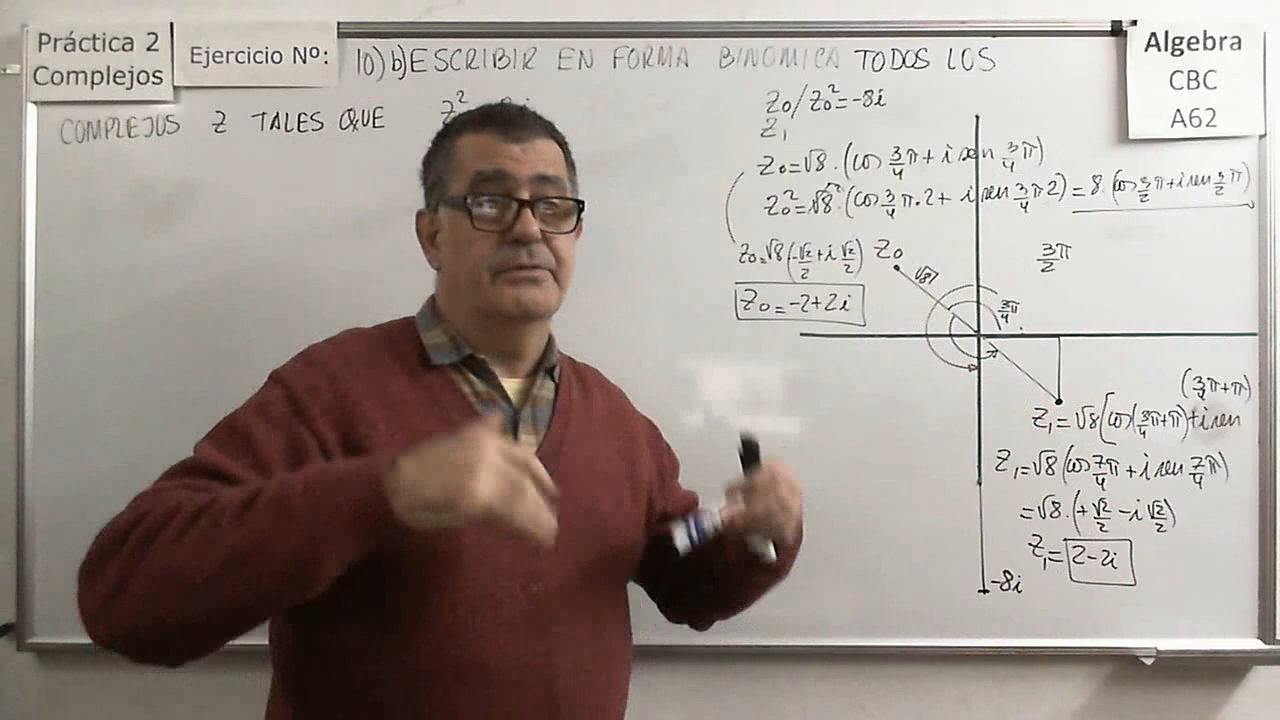 Práctica 2
Complejos
Ejercicio Nº:
10) b) ESCRIBIR EN FORMA BINOMICA TODOS LOS
COMPLEJOS Z TALES QUE Z²
Algebra
CBC
A62
Z₀/Z₀²=-8i
Z₁
Z₀=√8.(cos 3/4 π + i sen 3/4 π)
Z₀²=√8².(cos 3/4 π.2 + i sen 3/4 π 2) = 8.(cos 3/2 π + i sen 3/2 π)
Z₀=√8(-√2/2 + i √2/2)
Z₀=-2+2i
Z₀
√8
3π/4
3/2 π
(3/4 π+π)
Z₁=√8[cos(3/4 π+π)+i sen
Z₁=√8(cos 7/4 π + i sen 7/4 π)
=√8.(+√2/2 - i √2/2)
Z₁=2-2i
-8i